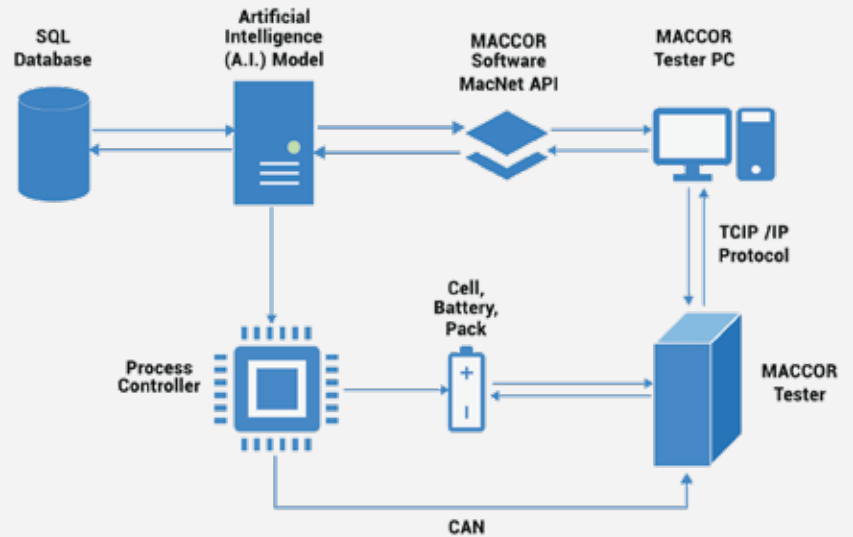 SQL
Database
Artificial
Intelligence
(A.I.) Model
MACCOR
Software
MacNet API
MACCOR
Tester PC
TCIP /IP
Protocol
Cell,
Battery,
Pack
+
Process
Controller
MACCOR
Tester
CAN